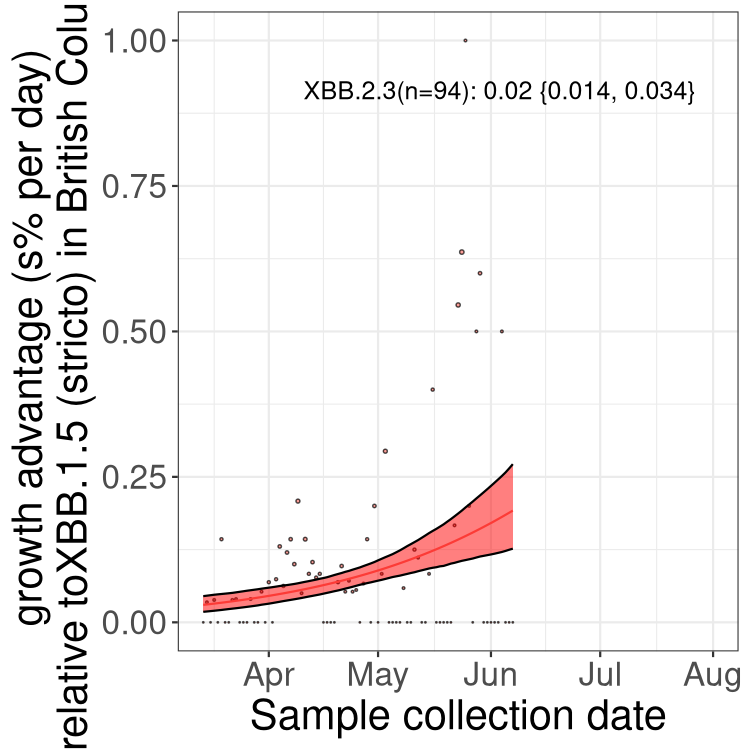 growth advantage (s% per day)
relative toXBB.1.5 (stricto) in British Colu
1.00
0.75
0.50
0.25
0.00
XBB.2.3(n=94): 0.02 {0.014, 0.034}
Apr May Jun Jul Aug
Sample collection date